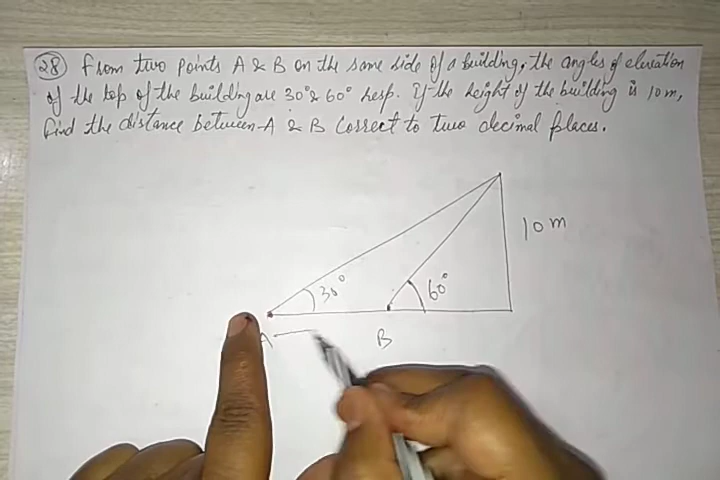 28 From two points A & B on the same side of a building, the angles of elevation
of the top of the building are 30° & 60° resp. If the height of the building is 10m,
find the distance between A & B correct to two decimal places.
10m
30°
60°
A
B